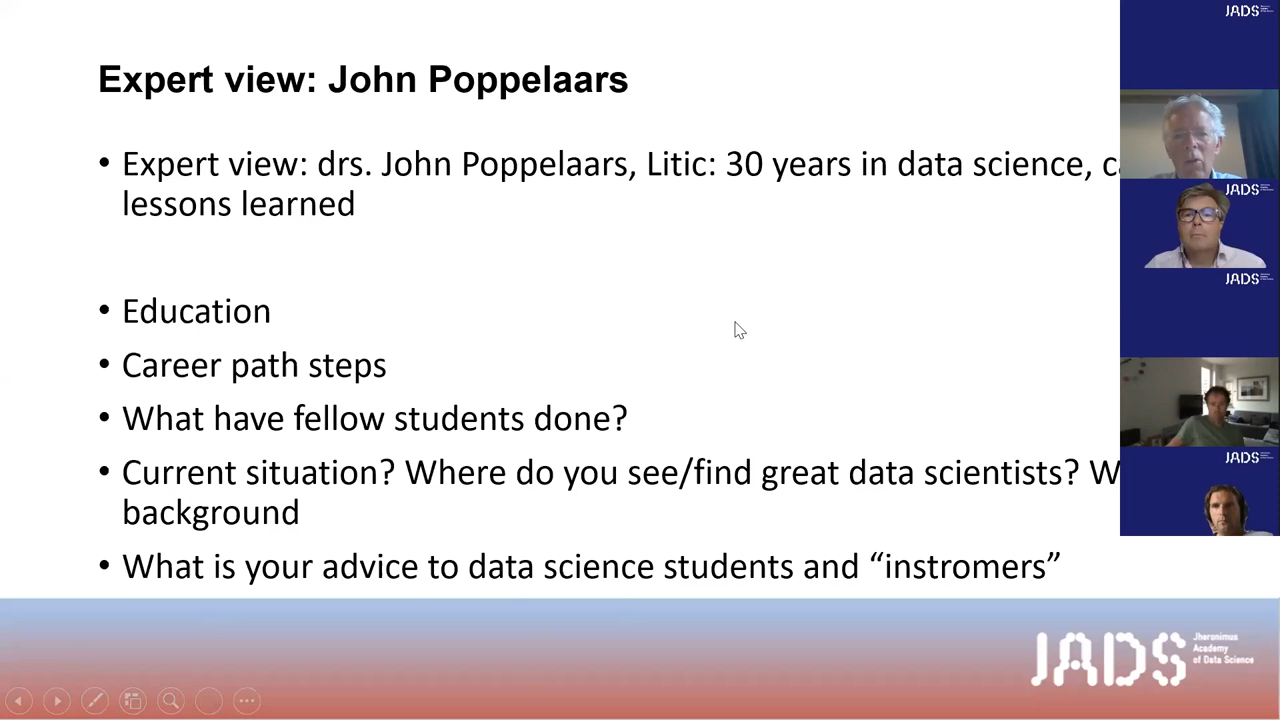 Expert view: John Poppelaars
• Expert view: drs. John Poppelaars, Litic: 30 years in data science,
lessons learned
• Education
• Career path steps
• What have fellow students done?
• Current situation? Where do you see/find great data scientists?
background
• What is your advice to data science students and “instromers”
JADS
Jheronimus
Academy
of Data Science
JADS
JADS
JADS
JADS